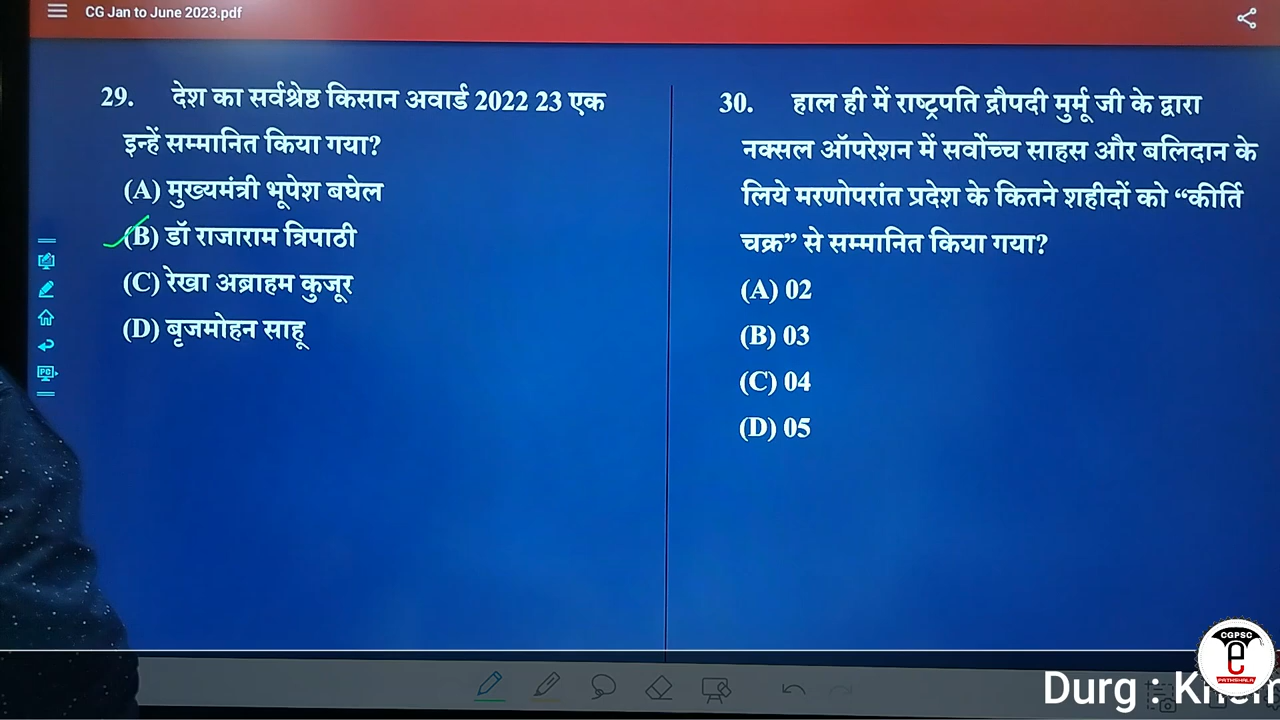 CG Jan to June 2023.pdf
29. देश का सर्वश्रेष्ठ किसान अवार्ड 2022 23 एक
इन्हें सम्मानित किया गया?
(A) मुख्यमंत्री भूपेश बघेल
(B) डॉ राजाराम त्रिपाठी
(C) रेखा अब्राहम कुजूर
(D) बृजमोहन साहू
30. हाल ही में राष्ट्रपति द्रौपदी मुर्मू जी के द्वारा
नक्सल ऑपरेशन में सर्वोच्च साहस और बलिदान के
लिये मरणोपरांत प्रदेश के कितने शहीदों को “कीर्ति
चक्र” से सम्मानित किया गया?
(A) 02
(B) 03
(C) 04
(D) 05
CGPSC
e
PATHSHALA
Durg :